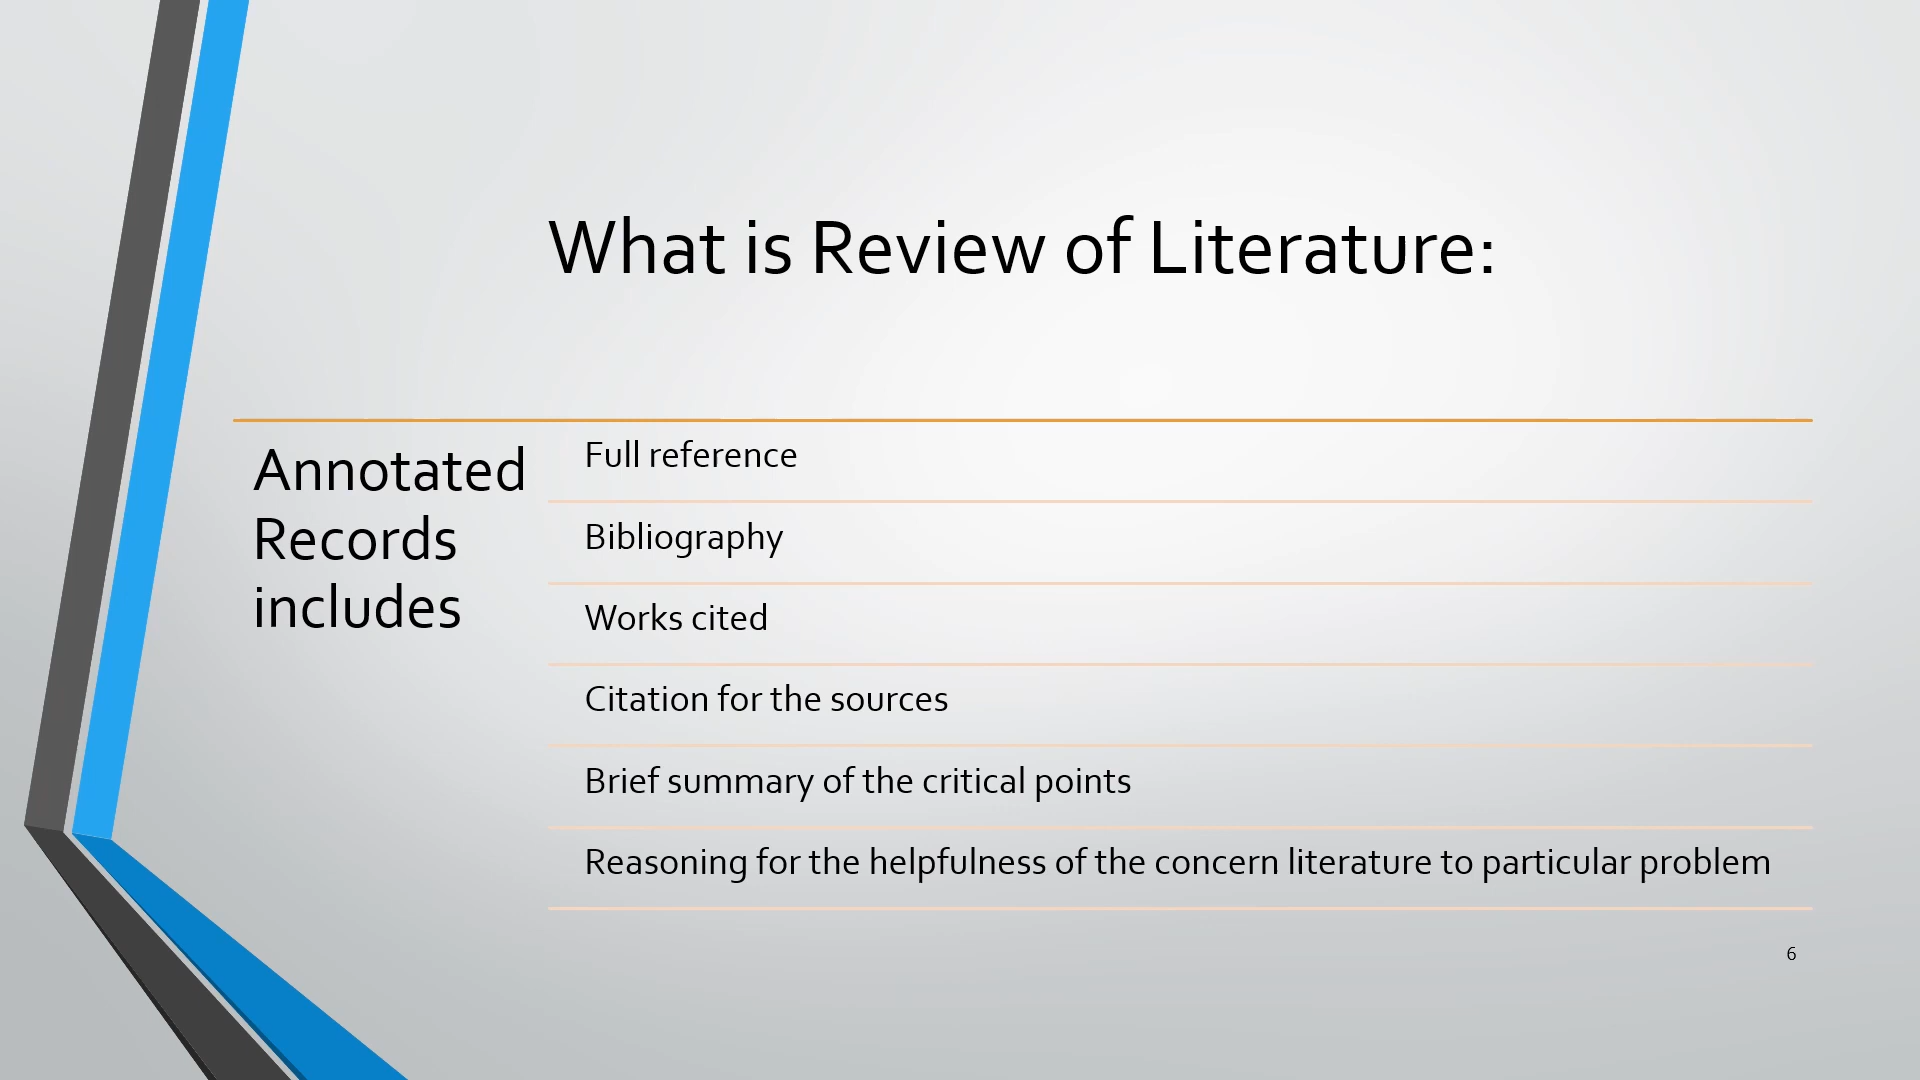 What is Review of Literature:
Annotated
Records
includes
Full reference
Bibliography
Works cited
Citation for the sources
Brief summary of the critical points
Reasoning for the helpfulness of the concern literature to particular problem
6